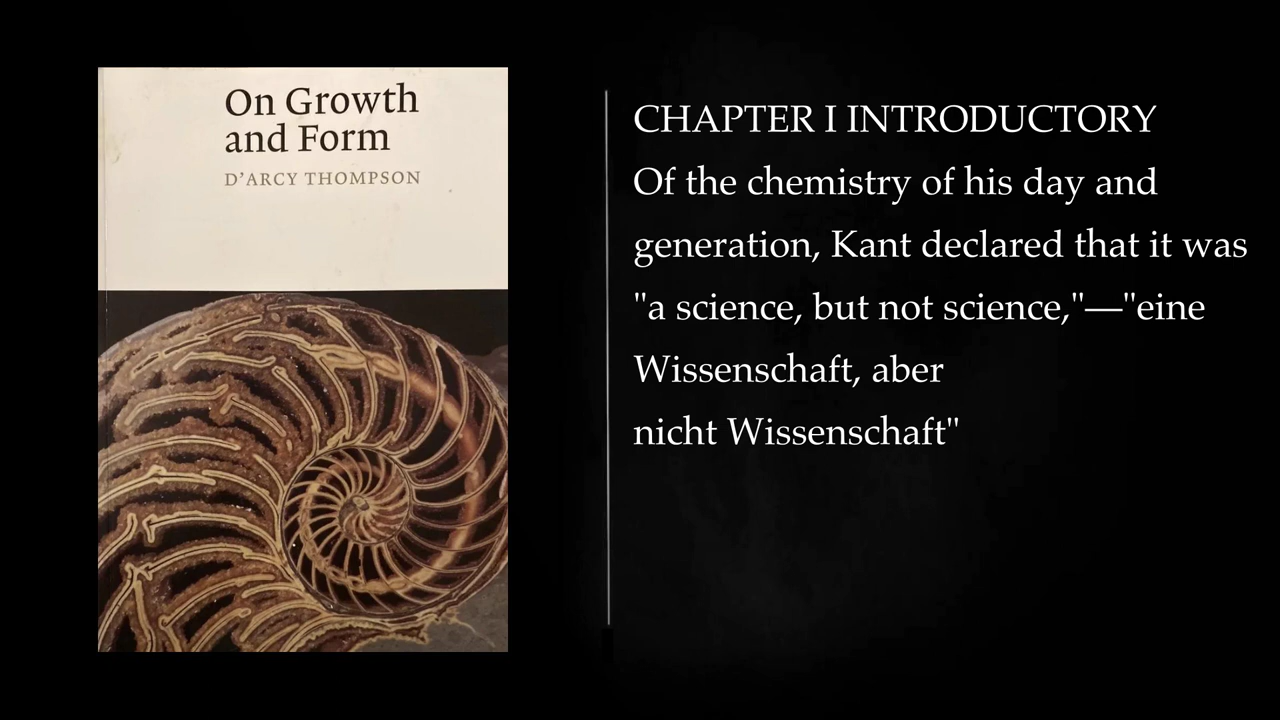 On Growth
and Form
D'ARCY THOMPSON
CHAPTER I INTRODUCTORY
Of the chemistry of his day and
generation, Kant declared that it was
"a science, but not science,"—"eine
Wissenschaft, aber
nicht Wissenschaft"